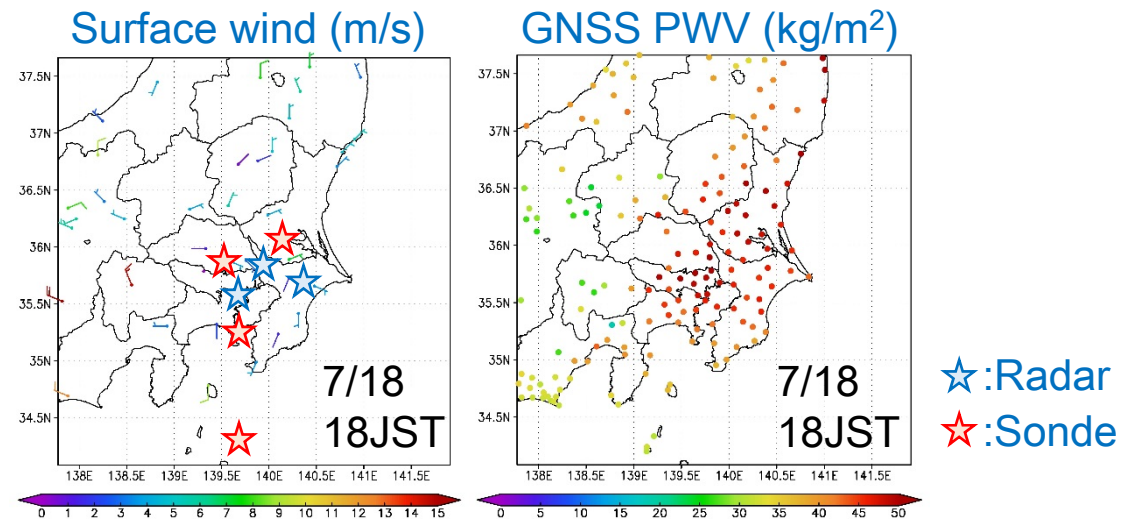 Surface wind (m/s)
GNSS PWV (kg/m²)
37.5N
37N
36.5N
36N
35.5N
35N
34.5N
138E 138.5E 139E 139.5E 140E 140.5E 141E 141.5E
7/18
18JST
0 1 2 3 4 5 6 7 8 9 10 11 12 13 14 15
37.5N
37N
36.5N
36N
35.5N
35N
34.5N
138E 138.5E 139E 139.5E 140E 140.5E 141E 141.5E
7/18
18JST
0 5 10 15 20 25 30 35 40 45 50
:Radar
:Sonde